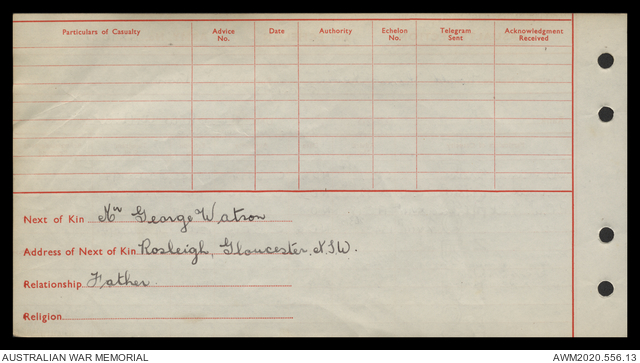 Particulars of Casualty Advice No. Date Authority Echelon No. Telegram Sent Acknowledgment Received
Next of Kin Mr George Watson
Address of Next of Kin Rosleigh, Gloucester, N.S.W.
Relationship Father.
Religion
AUSTRALIAN WAR MEMORIAL AWM2020.556.13